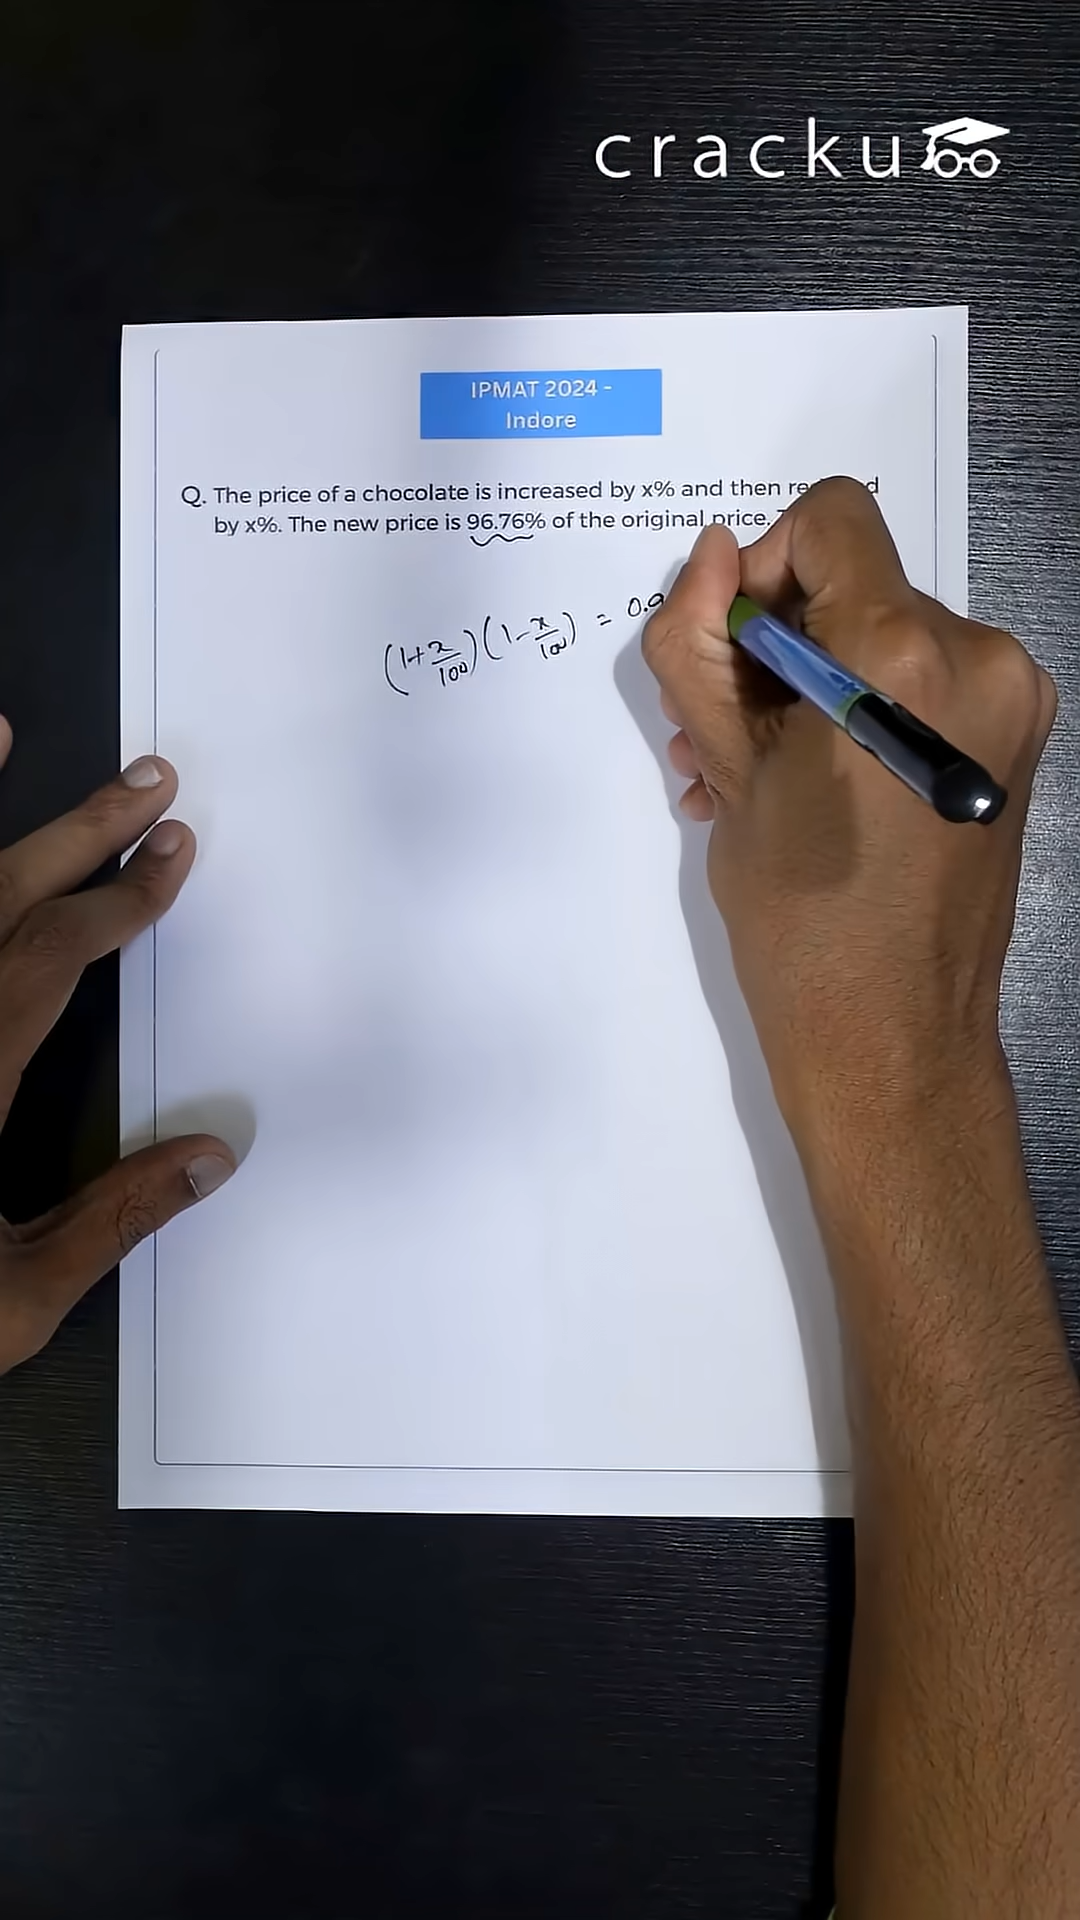 cracku
IPMAT 2024 -
Indore
Q. The price of a chocolate is increased by x% and then
by x%. The new price is 96.76% of the original price.
(1+x/100)(1-x/100) = 0.9